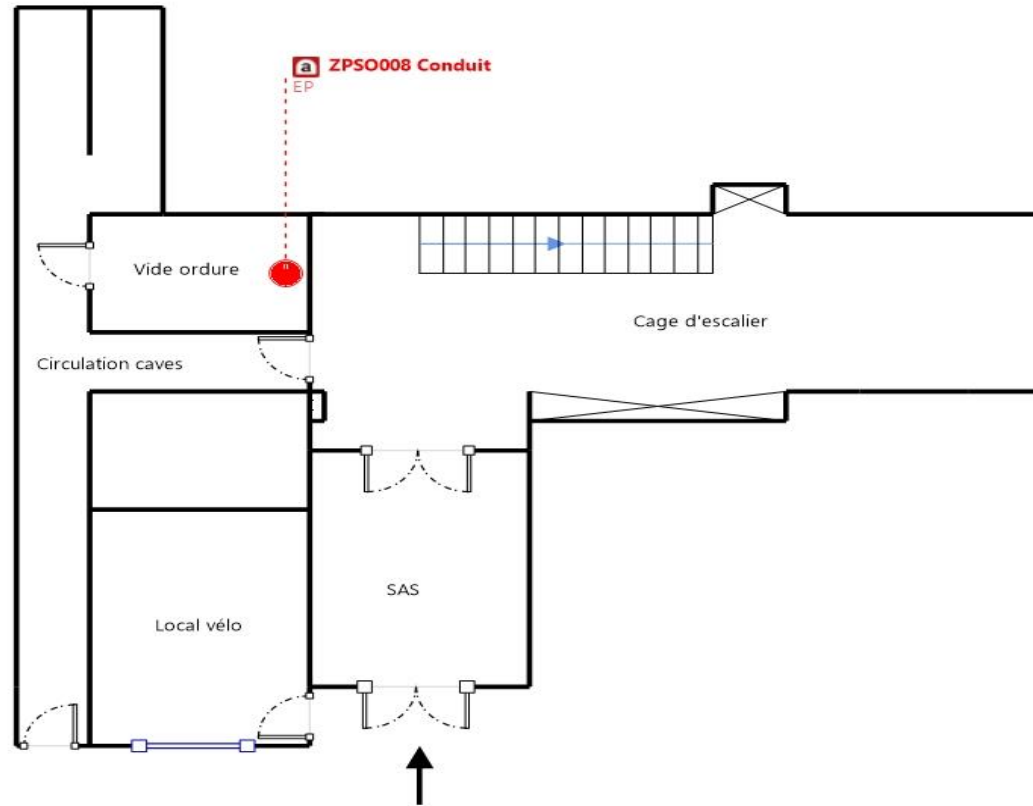 a ZPSO008 Conduit
EP
Vide ordure
Cage d'escalier
Circulation caves
SAS
Local vélo